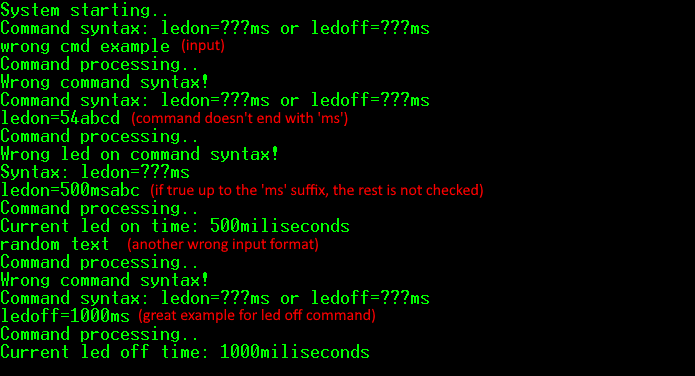 System starting..
Command syntax: ledon=???ms or ledoff=???ms
wrong cmd example (input)
Command processing..
Wrong command syntax!
Command syntax: ledon=???ms or ledoff=???ms
ledon=54abcd (command doesn't end with 'ms')
Command processing..
Wrong led on command syntax!
Syntax: ledon=???ms
ledon=500msabc (if true up to the 'ms' suffix, the rest is not checked)
Command processing..
Current led on time: 500miliseconds
random text (another wrong input format)
Command processing..
Wrong command syntax!
Command syntax: ledon=???ms or ledoff=???ms
ledoff=1000ms (great example for led off command)
Command processing..
Current led off time: 1000miliseconds